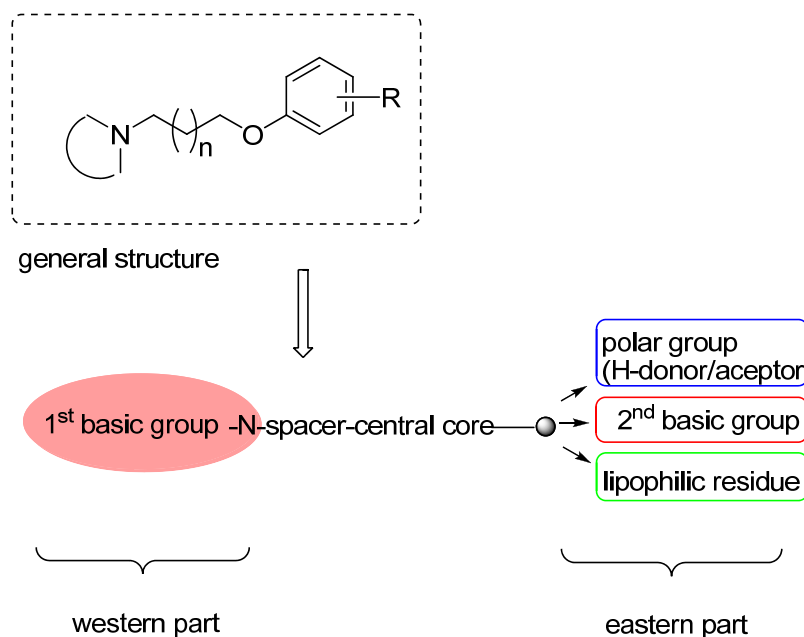 N
( )
n
O
R
general structure
polar group
(H-donor/aceptor
1st basic group -N-spacer-central core
2nd basic group
lipophilic residue
western part
eastern part